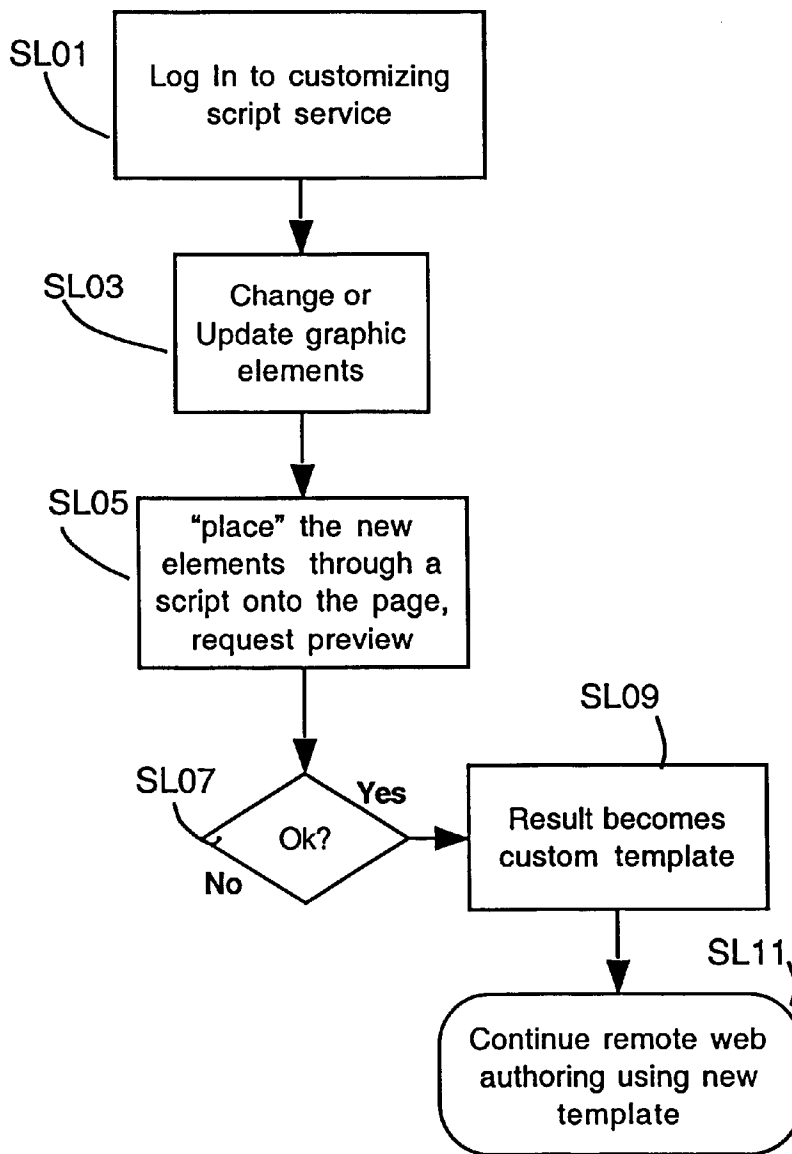 SL01
Log In to customizing
script service
SL03
Change or
Update graphic
elements
SL05
“place” the new
elements through a
script onto the page,
request preview
SL07
Ok?
Yes
No
SL09
Result becomes
custom template
SL11
Continue remote web
authoring using new
template